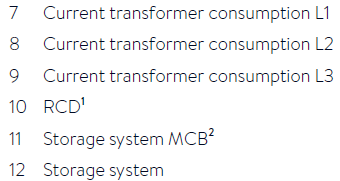 7 Current transformer consumption L1
8 Current transformer consumption L2
9 Current transformer consumption L3
10 RCD¹
11 Storage system MCB²
12 Storage system